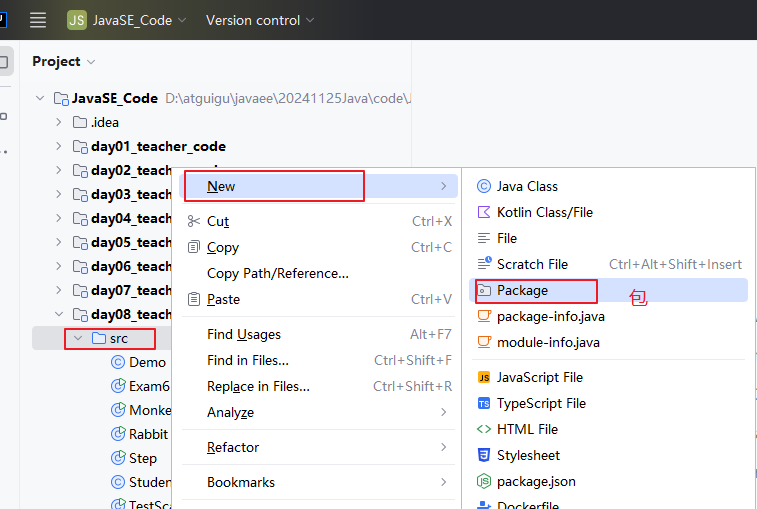 JS JavaSE_Code Version control
Project
JavaSE_Code D:\atguigu\javaee\20241125Java\code\J
.idea
day01_teacher_code
day02_teach
day03_teach
day04_teach
day05_teach
day06_teach
day07_teach
day08_teach
src
Demo
Exam6
Monke
Rabbit
Step
Studen
TestSca
New
Cut Ctrl+X
Copy Ctrl+C
Copy Path/Reference...
Paste Ctrl+V
Find Usages Alt+F7
Find in Files... Ctrl+Shift+F
Replace in Files... Ctrl+Shift+R
Analyze
Refactor
Bookmarks
Java Class
Kotlin Class/File
File
Scratch File Ctrl+Alt+Shift+Insert
Package 包
package-info.java
module-info.java
JS JavaScript File
TS TypeScript File
HTML File
Stylesheet
package.json
Dockerfile